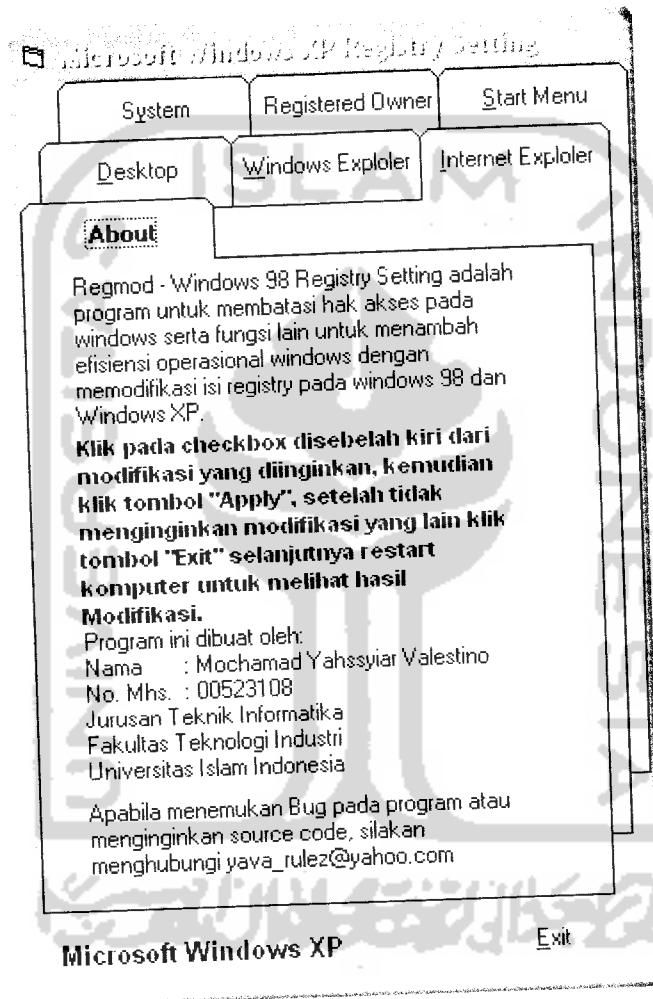 Microsoft Windows XP Registry Setting
System
Registered Owner
Start Menu
Desktop
Windows Exploler
Internet Exploler
About
Regmod - Windows 98 Registry Setting adalah
program untuk membatasi hak akses pada
windows serta fungsi lain untuk menambah
efisiensi operasional windows dengan
memodifikasi isi registry pada windows 98 dan
Windows XP.
Klik pada checkbox disebelah kiri dari
modifikasi yang diinginkan, kemudian
klik tombol "Apply", setelah tidak
menginginkan modifikasi yang lain klik
tombol "Exit" selanjutnya restart
komputer untuk melihat hasil
Modifikasi.
Program ini dibuat oleh:
Nama : Mochamad Yahssyiar Valestino
No. Mhs. : 00523108
Jurusan Teknik Informatika
Fakultas Teknologi Industri
Universitas Islam Indonesia
Apabila menemukan Bug pada program atau
menginginkan source code, silakan
menghubungi yava_rulez@yahoo.com
Microsoft Windows XP
Exit
ISLAM
UNIVERSITAS
INDONESIA